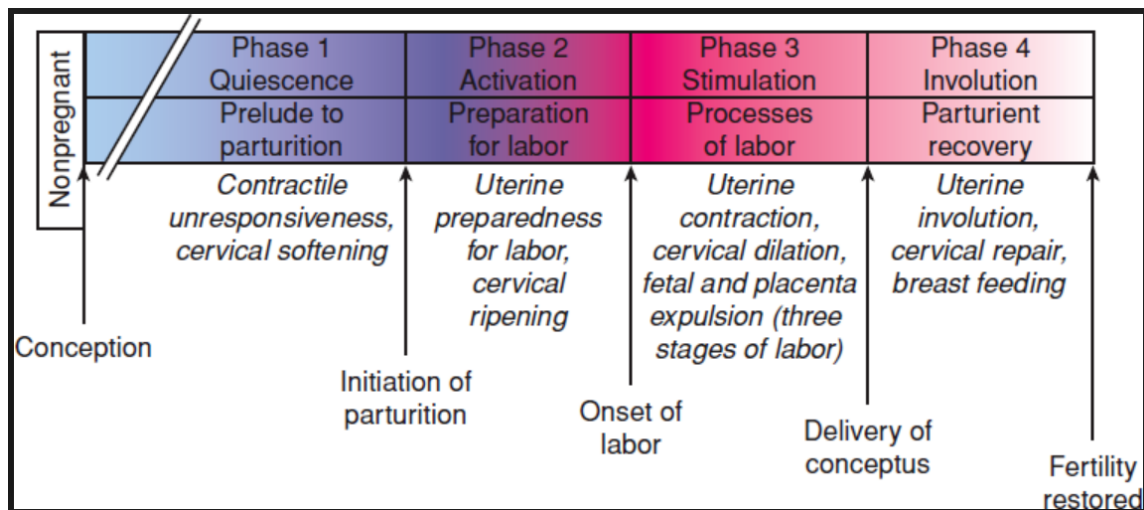 Nonpregnant
Phase 1
Quiescence
Prelude to
parturition
Contractile
unresponsiveness,
cervical softening
Phase 2
Activation
Preparation
for labor
Uterine
preparedness
for labor,
cervical
ripening
Phase 3
Stimulation
Processes
of labor
Uterine
contraction,
cervical dilation,
fetal and placenta
expulsion (three
stages of labor)
Phase 4
Involution
Parturient
recovery
Uterine
involution,
cervical repair,
breast feeding
Conception
Initiation of
parturition
Onset of
labor
Delivery of
conceptus
Fertility
restored